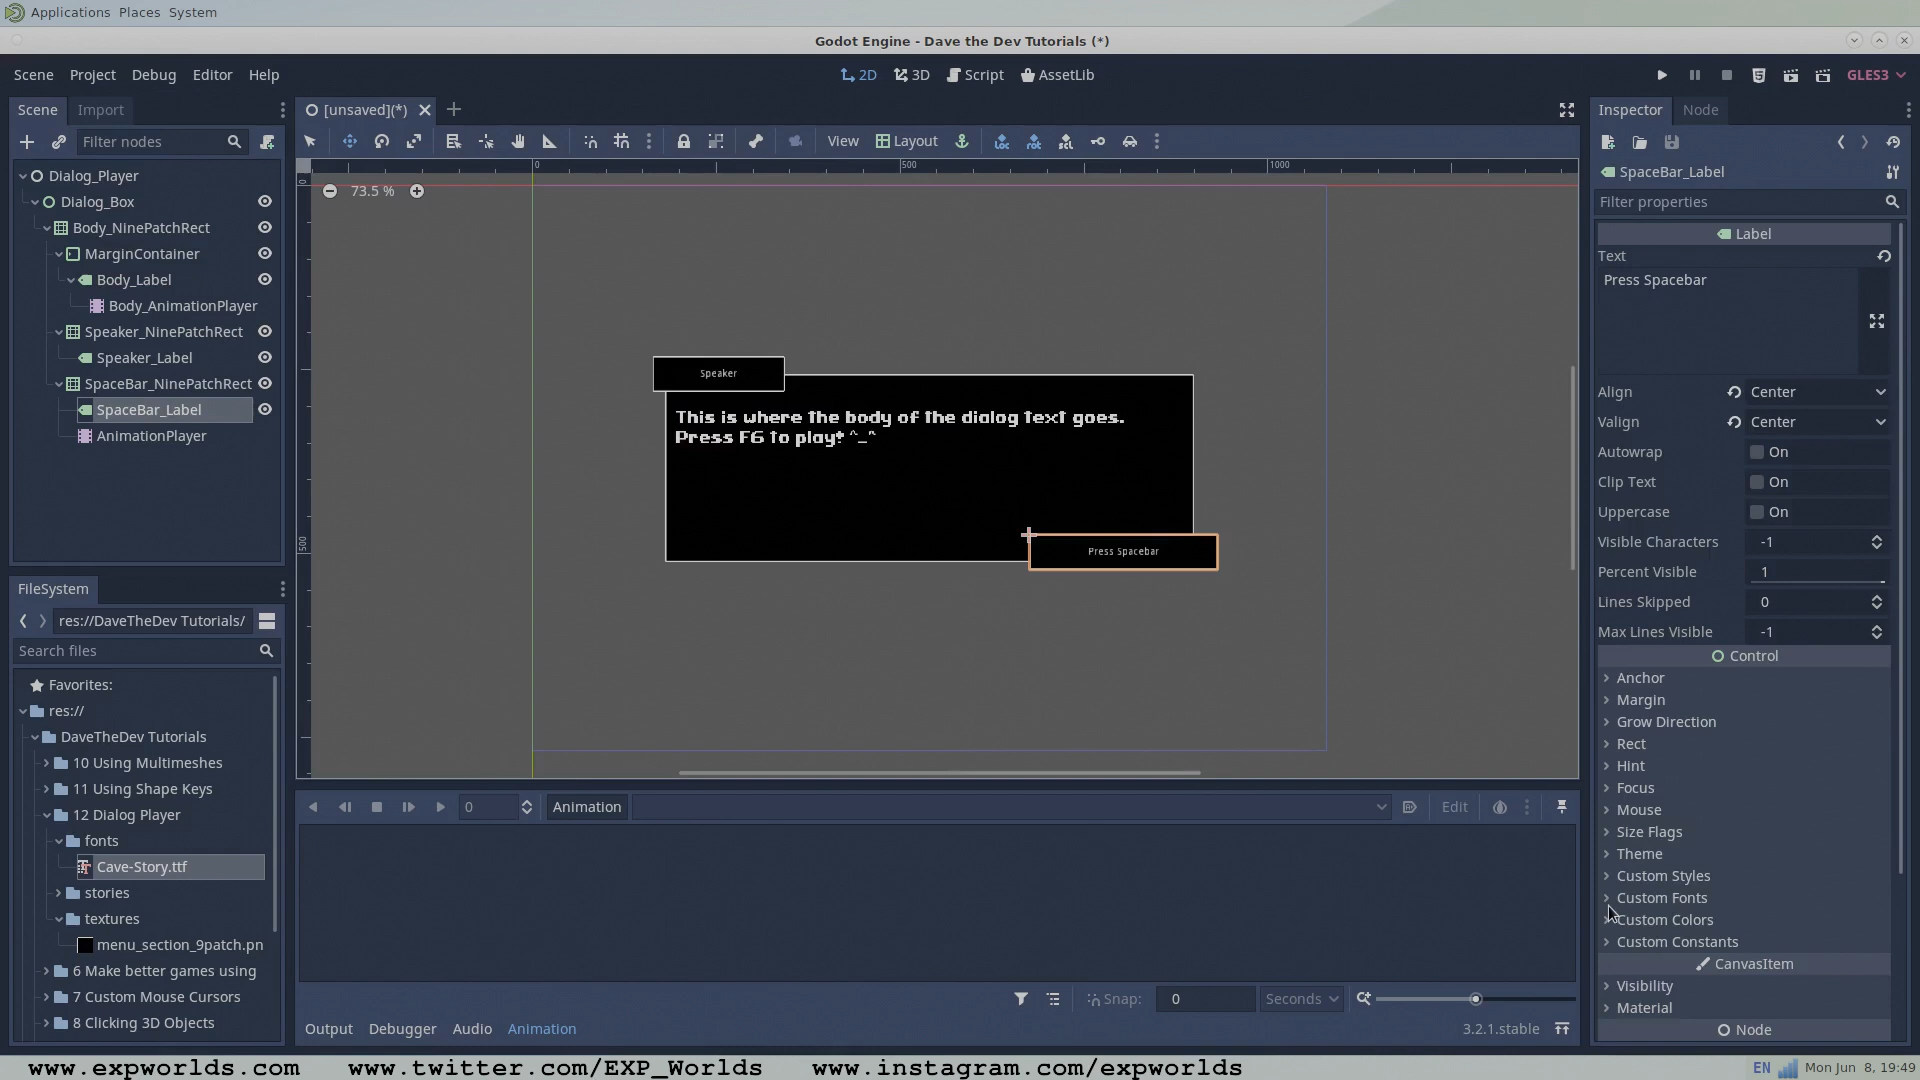 Applications Places System
Godot Engine - Dave the Dev Tutorials (*)
Scene Project Debug Editor Help
2D 3D Script AssetLib
GLES3
Scene Import
[unsaved](*)
Inspector Node
Filter nodes
View Layout
Dialog_Player
Dialog_Box
Body_NinePatchRect
MarginContainer
Body_Label
Body_AnimationPlayer
Speaker_NinePatchRect
Speaker_Label
SpaceBar_NinePatchRect
SpaceBar_Label
AnimationPlayer
FileSystem
res://DaveTheDev Tutorials/
Search files
Favorites:
res://
DaveTheDev Tutorials
10 Using Multimeshes
11 Using Shape Keys
12 Dialog Player
fonts
Cave-Story.ttf
stories
textures
menu_section_9patch.pn
6 Make better games using
7 Custom Mouse Cursors
8 Clicking 3D Objects
0 500 1000
73.5 %
0
500
Speaker
This is where the body of the dialog text goes.
Press F6 to play! ^_^
Press Spacebar
0 Animation Edit
Snap: 0 Seconds
Output Debugger Audio Animation 3.2.1.stable
SpaceBar_Label
Filter properties
Label
Text
Press Spacebar
Align Center
Valign Center
Autowrap On
Clip Text On
Uppercase On
Visible Characters -1
Percent Visible 1
Lines Skipped 0
Max Lines Visible -1
Control
Anchor
Margin
Grow Direction
Rect
Hint
Focus
Mouse
Size Flags
Theme
Custom Styles
Custom Fonts
Custom Colors
Custom Constants
CanvasItem
Visibility
Material
Node
www.expworlds.com www.twitter.com/EXP_Worlds www.instagram.com/expworlds
EN Mon Jun 8, 19:49